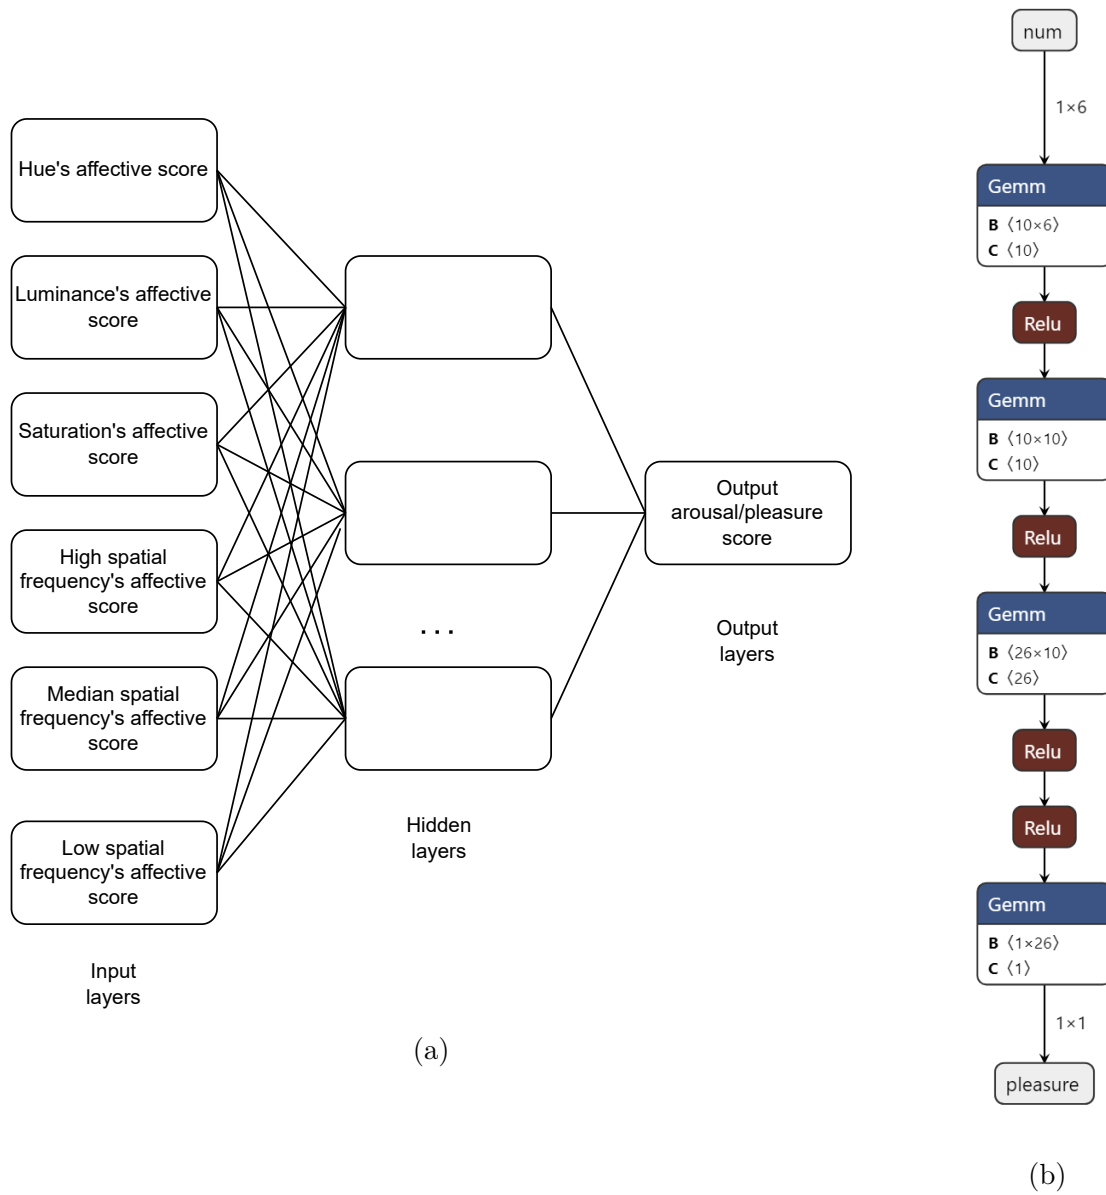 Hue's affective score
Luminance's affective
score
Saturation's affective
score
High spatial
frequency's affective
score
Median spatial
frequency's affective
score
Low spatial
frequency's affective
score
Input
layers
...
Hidden
layers
Output
arousal/pleasure
score
Output
layers
(a)
num
1×6
Gemm
B ⟨10×6⟩
C ⟨10⟩
Relu
Gemm
B ⟨10×10⟩
C ⟨10⟩
Relu
Gemm
B ⟨26×10⟩
C ⟨26⟩
Relu
Relu
Gemm
B ⟨1×26⟩
C ⟨1⟩
1×1
pleasure
(b)